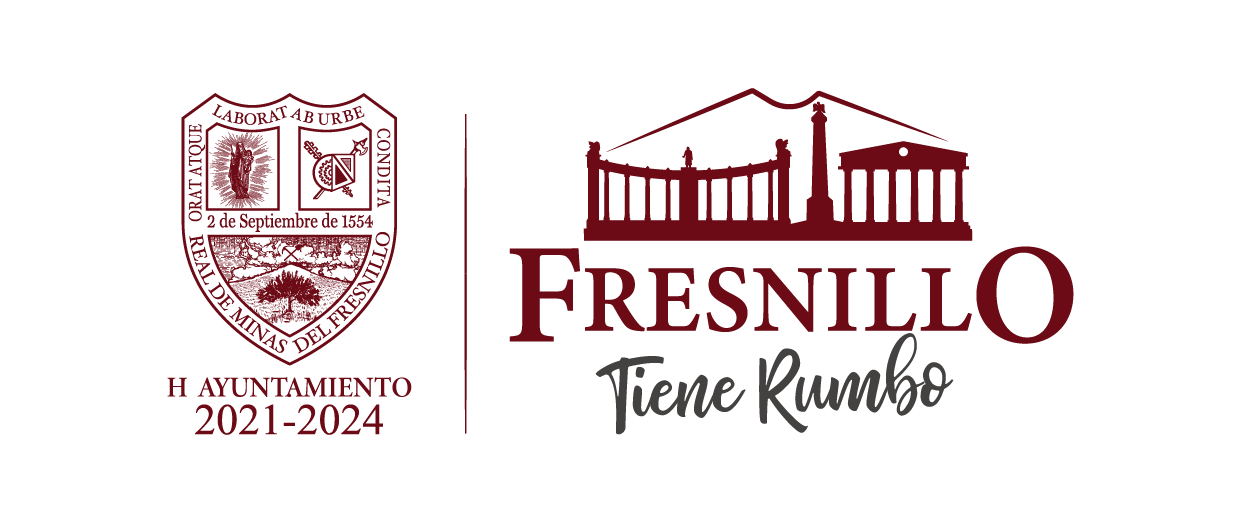 ORAT ATQUE
LABORAT AB URBE
CONDITA
2 de Septiembre de 1554
REAL DE MINAS DEL FRESNILLO
H AYUNTAMIENTO
2021-2024
FRESNILLO
Tiene Rumbo